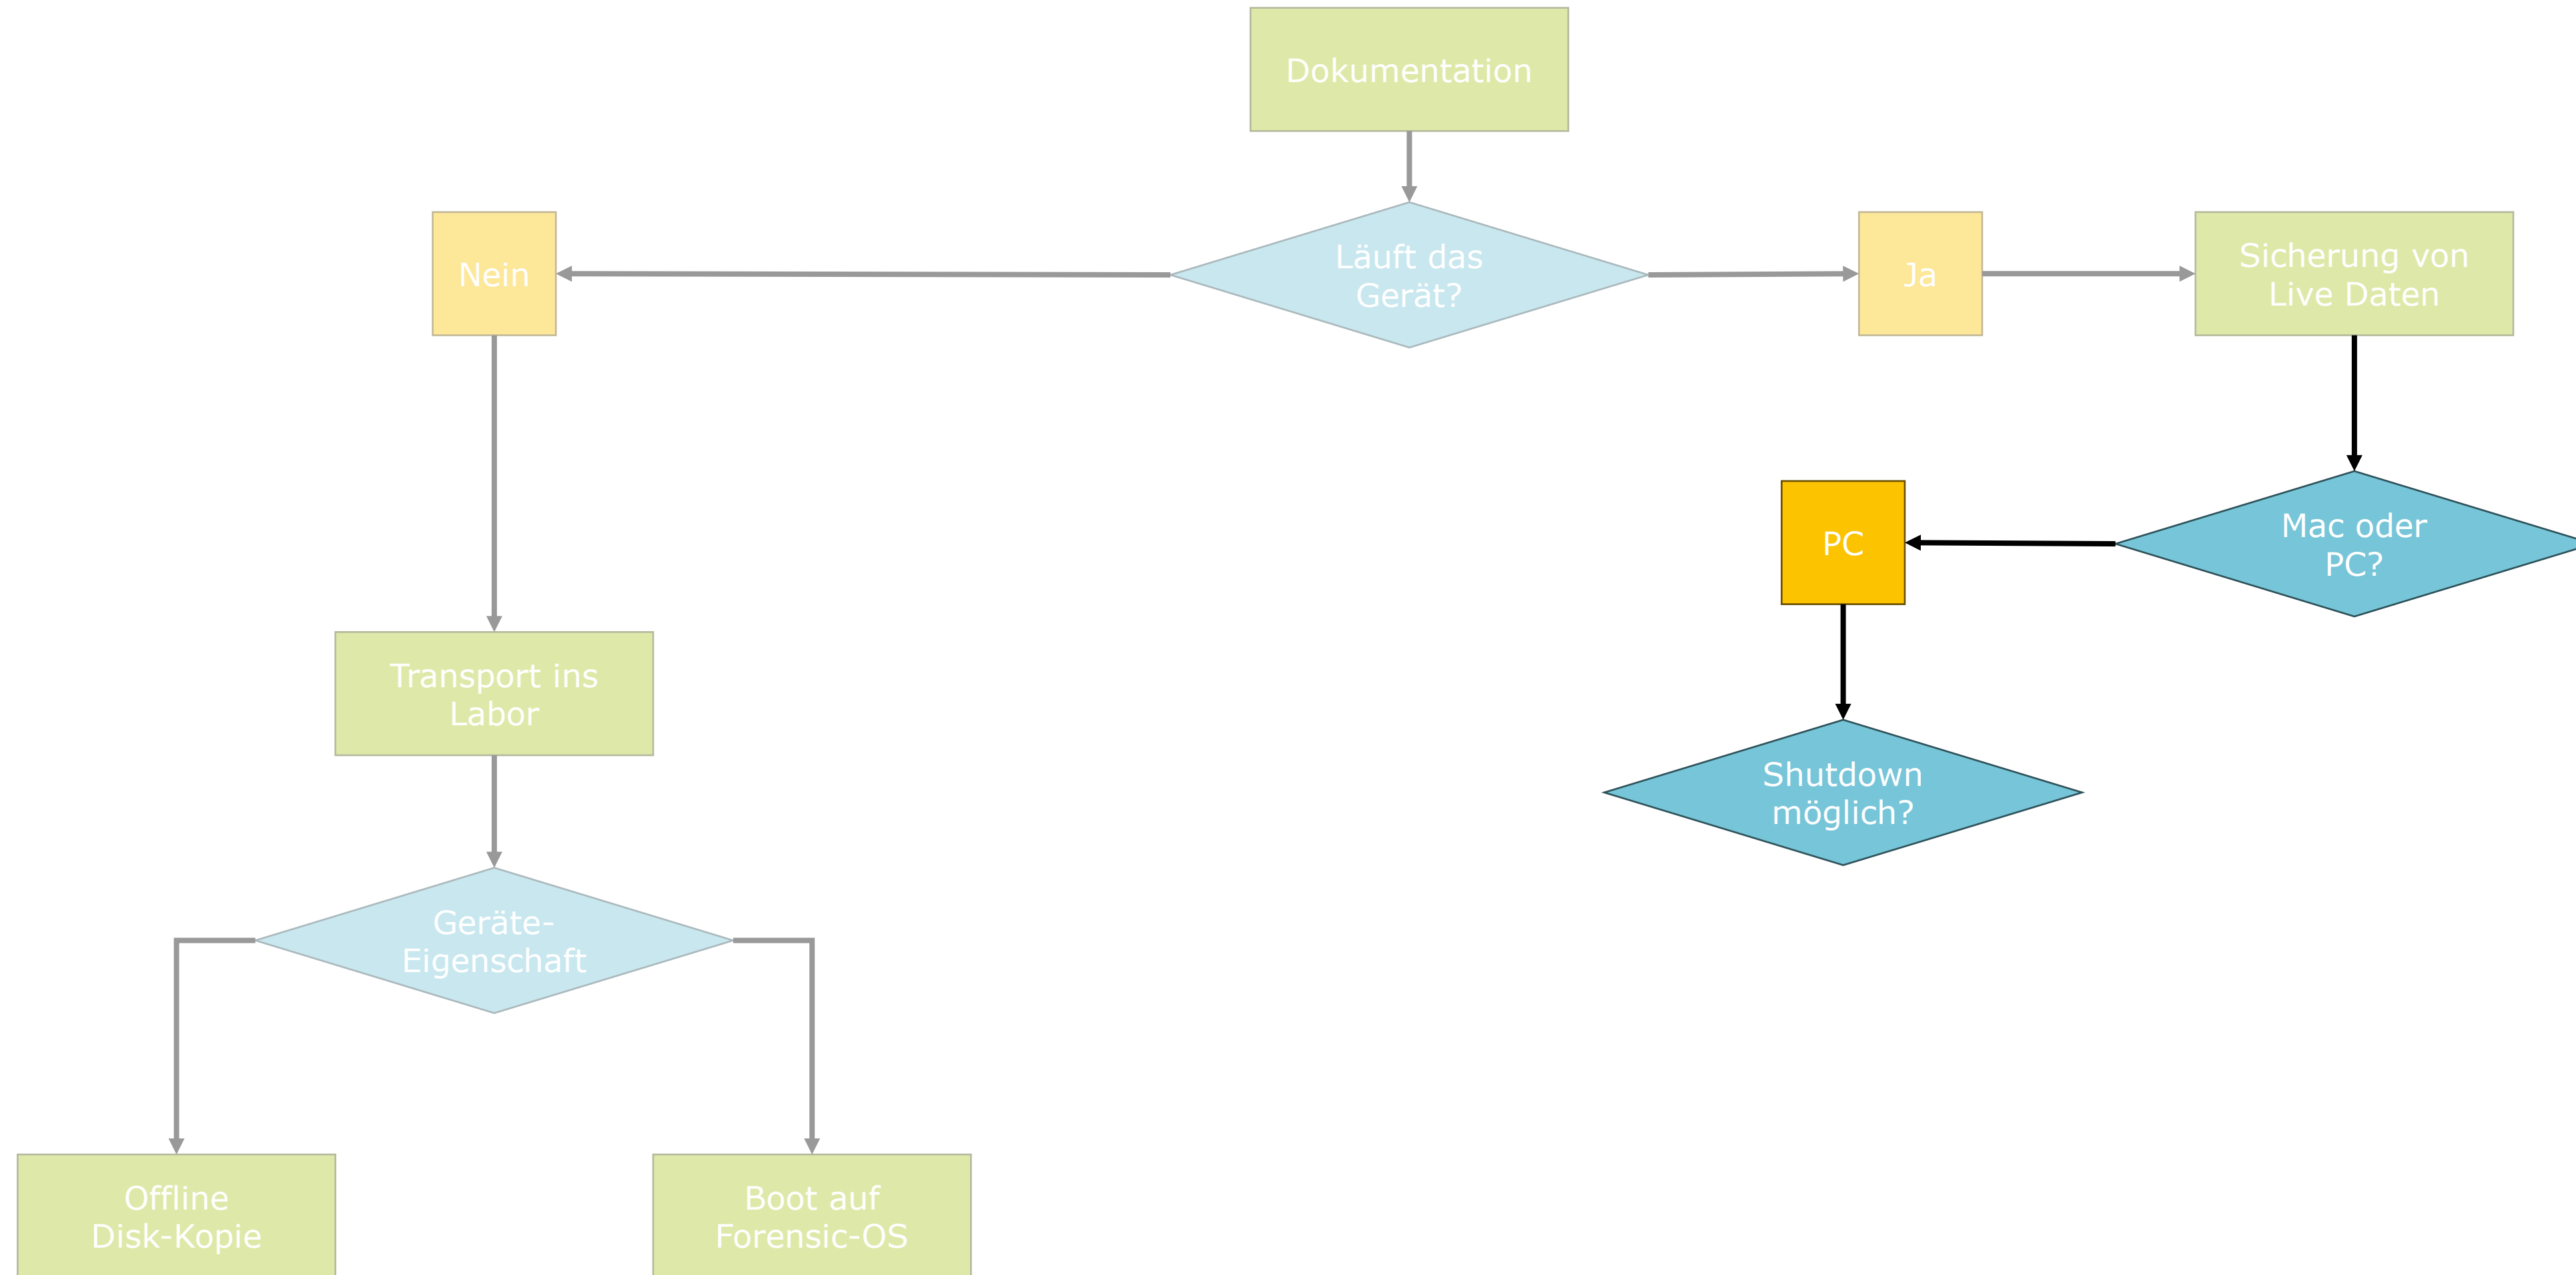 Dokumentation
Nein
Läuft das
Gerät?
Ja
Sicherung von
Live Daten
PC
Mac oder
PC?
Transport ins
Labor
Shutdown
möglich?
Geräte-
Eigenschaft
Offline
Disk-Kopie
Boot auf
Forensic-OS